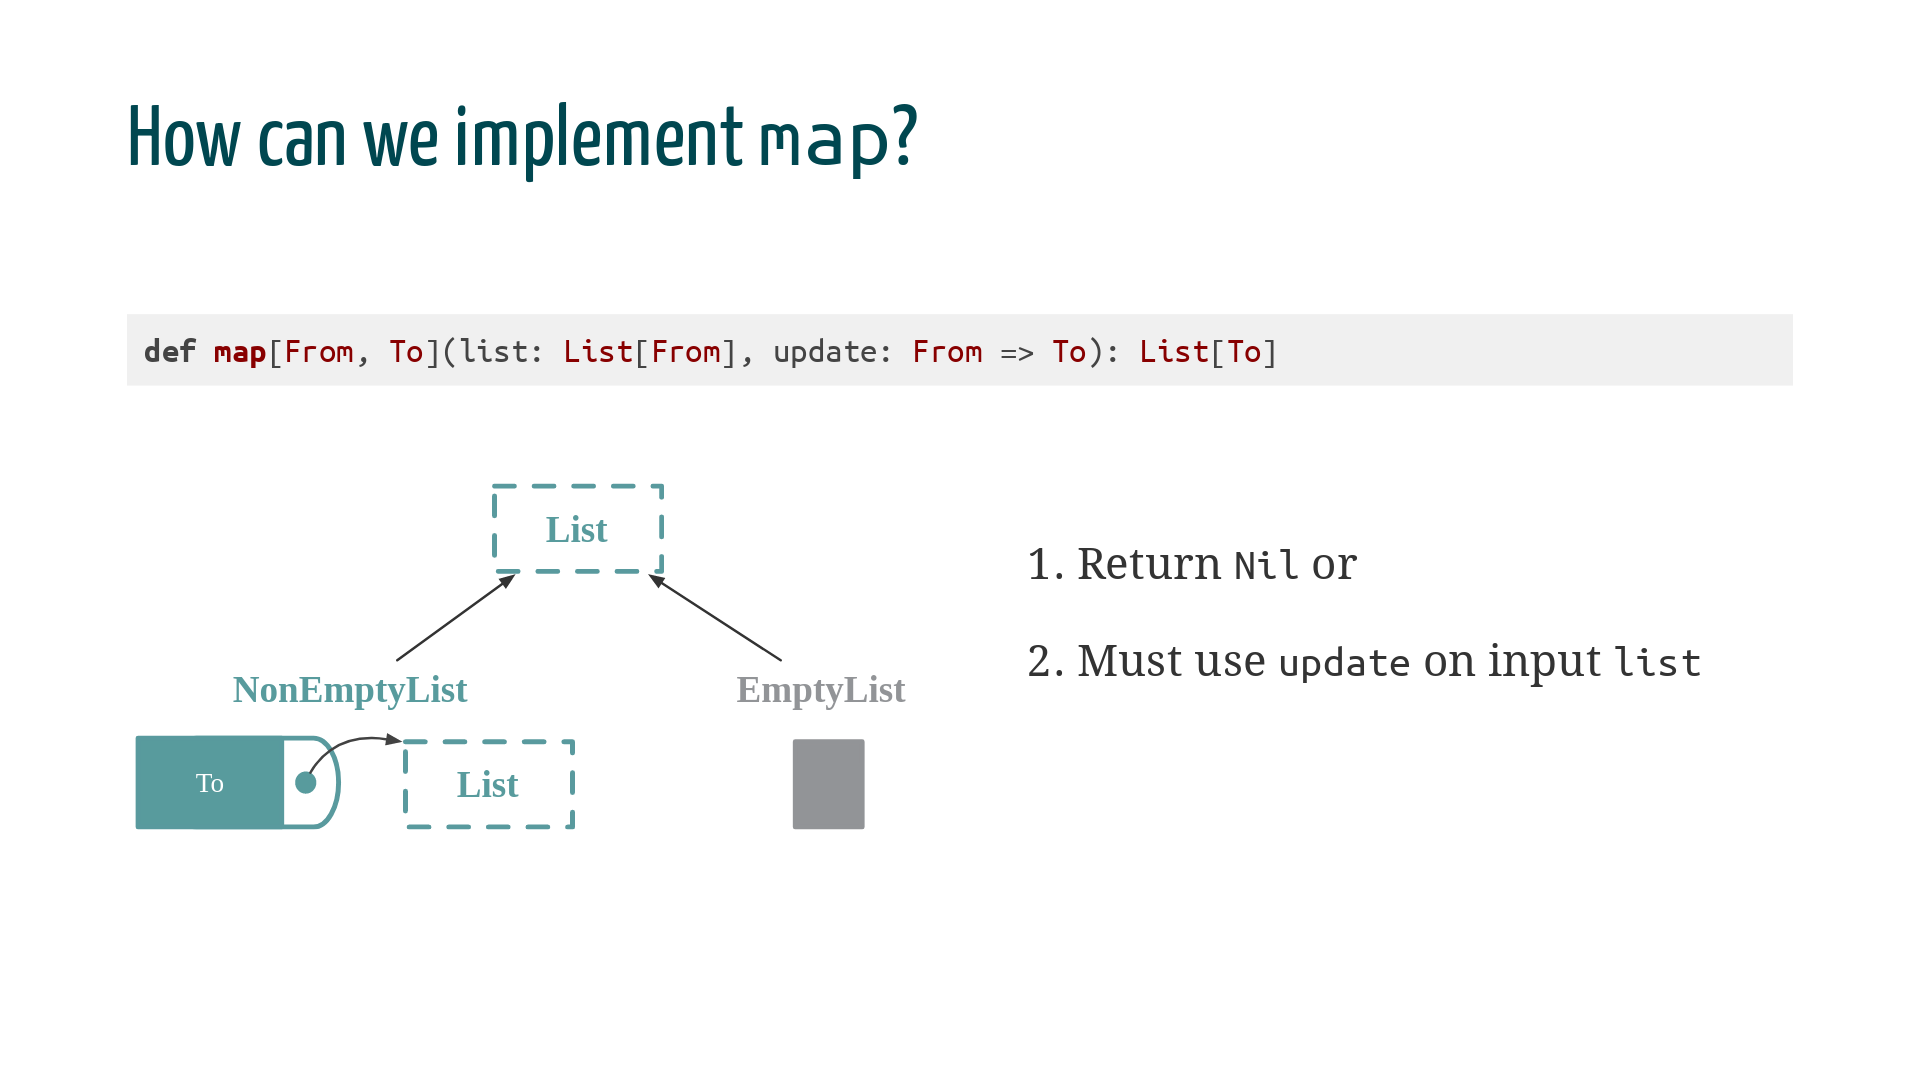 How can we implement map?
def map[From, To](list: List[From], update: From => To): List[To]
List
NonEmptyList
EmptyList
To
List
1. Return Nil or
2. Must use update on input list